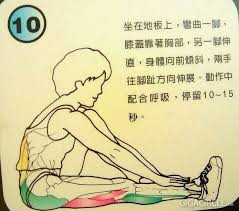 10
坐在地板上，彎曲一腳，
膝蓋靠著胸部，另一腳伸
直，身體向前傾斜，兩手
往腳趾方向伸展。動作中
配合呼吸，停留10~15
秒。
GIGACIRCLE